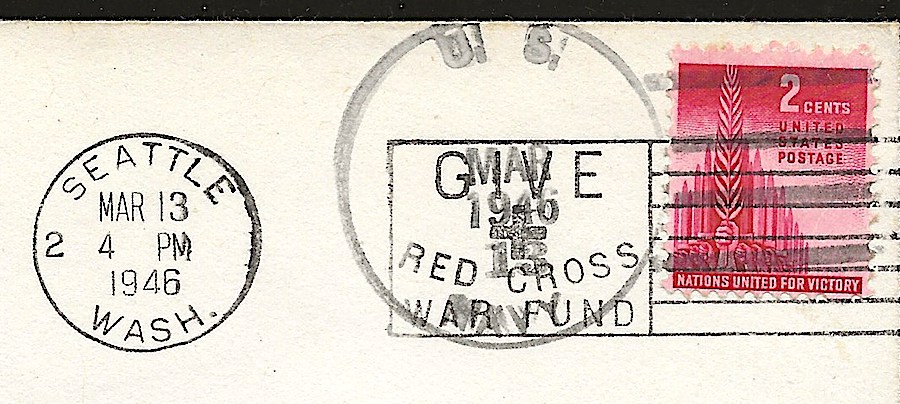 SEATTLE
MAR 13
2 4 PM
1946
WASH.
U. S.
MAR
1946
NAVY
GIVE
RED CROSS
WAR FUND
2 CENTS
UNITED
STATES
POSTAGE
NATIONS UNITED FOR VICTORY